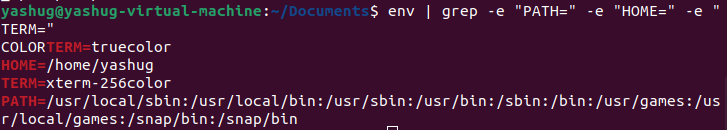 yashug@yashug-virtual-machine:~/Documents$ env | grep -e "PATH=" -e "HOME=" -e "
TERM="
COLORTERM=truecolor
HOME=/home/yashug
TERM=xterm-256color
PATH=/usr/local/sbin:/usr/local/bin:/usr/sbin:/usr/bin:/sbin:/bin:/usr/games:/us
r/local/games:/snap/bin:/snap/bin